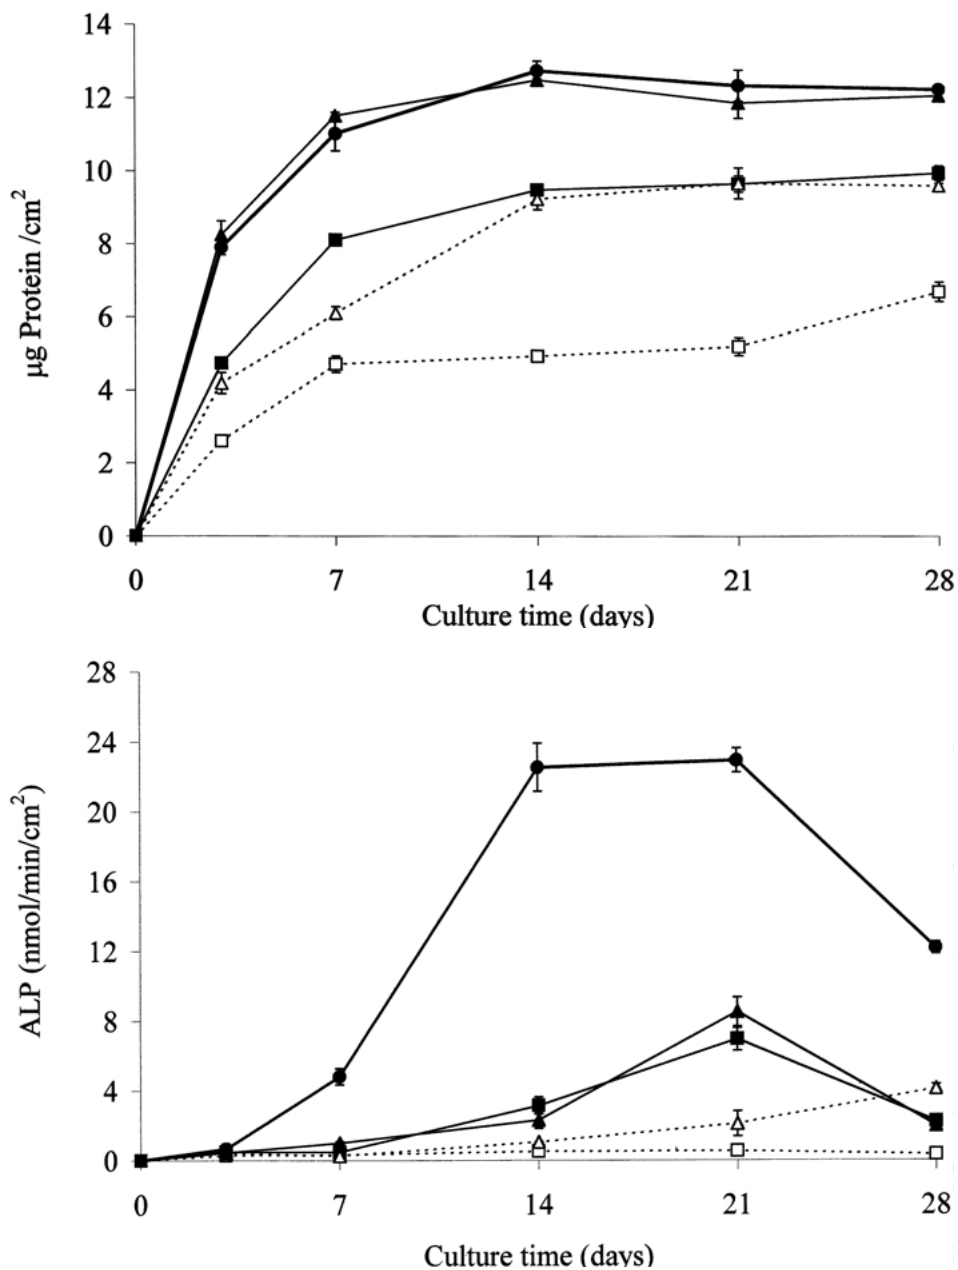 14
12
10
8
6
4
2
0
µg Protein /cm²
0 7 14 21 28
Culture time (days)
28
24
20
16
12
8
4
0
ALP (nmol/min/cm²)
0 7 14 21 28
Culture time (days)